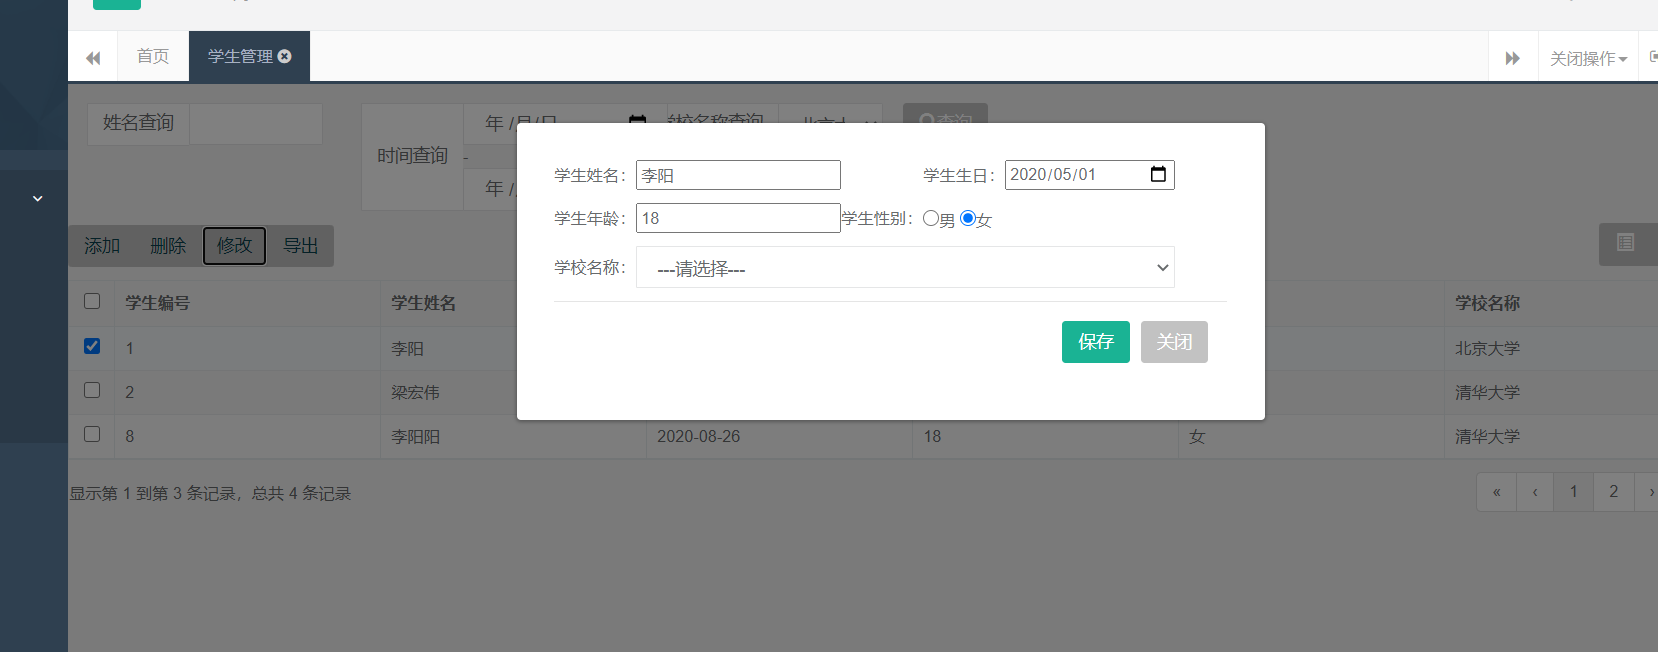 首页
学生管理
关闭操作
姓名查询
时间查询
年 /月/日
-
年 /
学校名称查询
查询
学生姓名：
李阳
学生生日：
2020/05/01
学生年龄：
18
学生性别：
男
女
学校名称：
---请选择---
保存
关闭
添加
删除
修改
导出
学生编号
学生姓名
学校名称
1
李阳
北京大学
2
梁宏伟
清华大学
8
李阳阳
2020-08-26
18
女
清华大学
显示第 1 到第 3 条记录，总共 4 条记录
«
‹
1
2
›